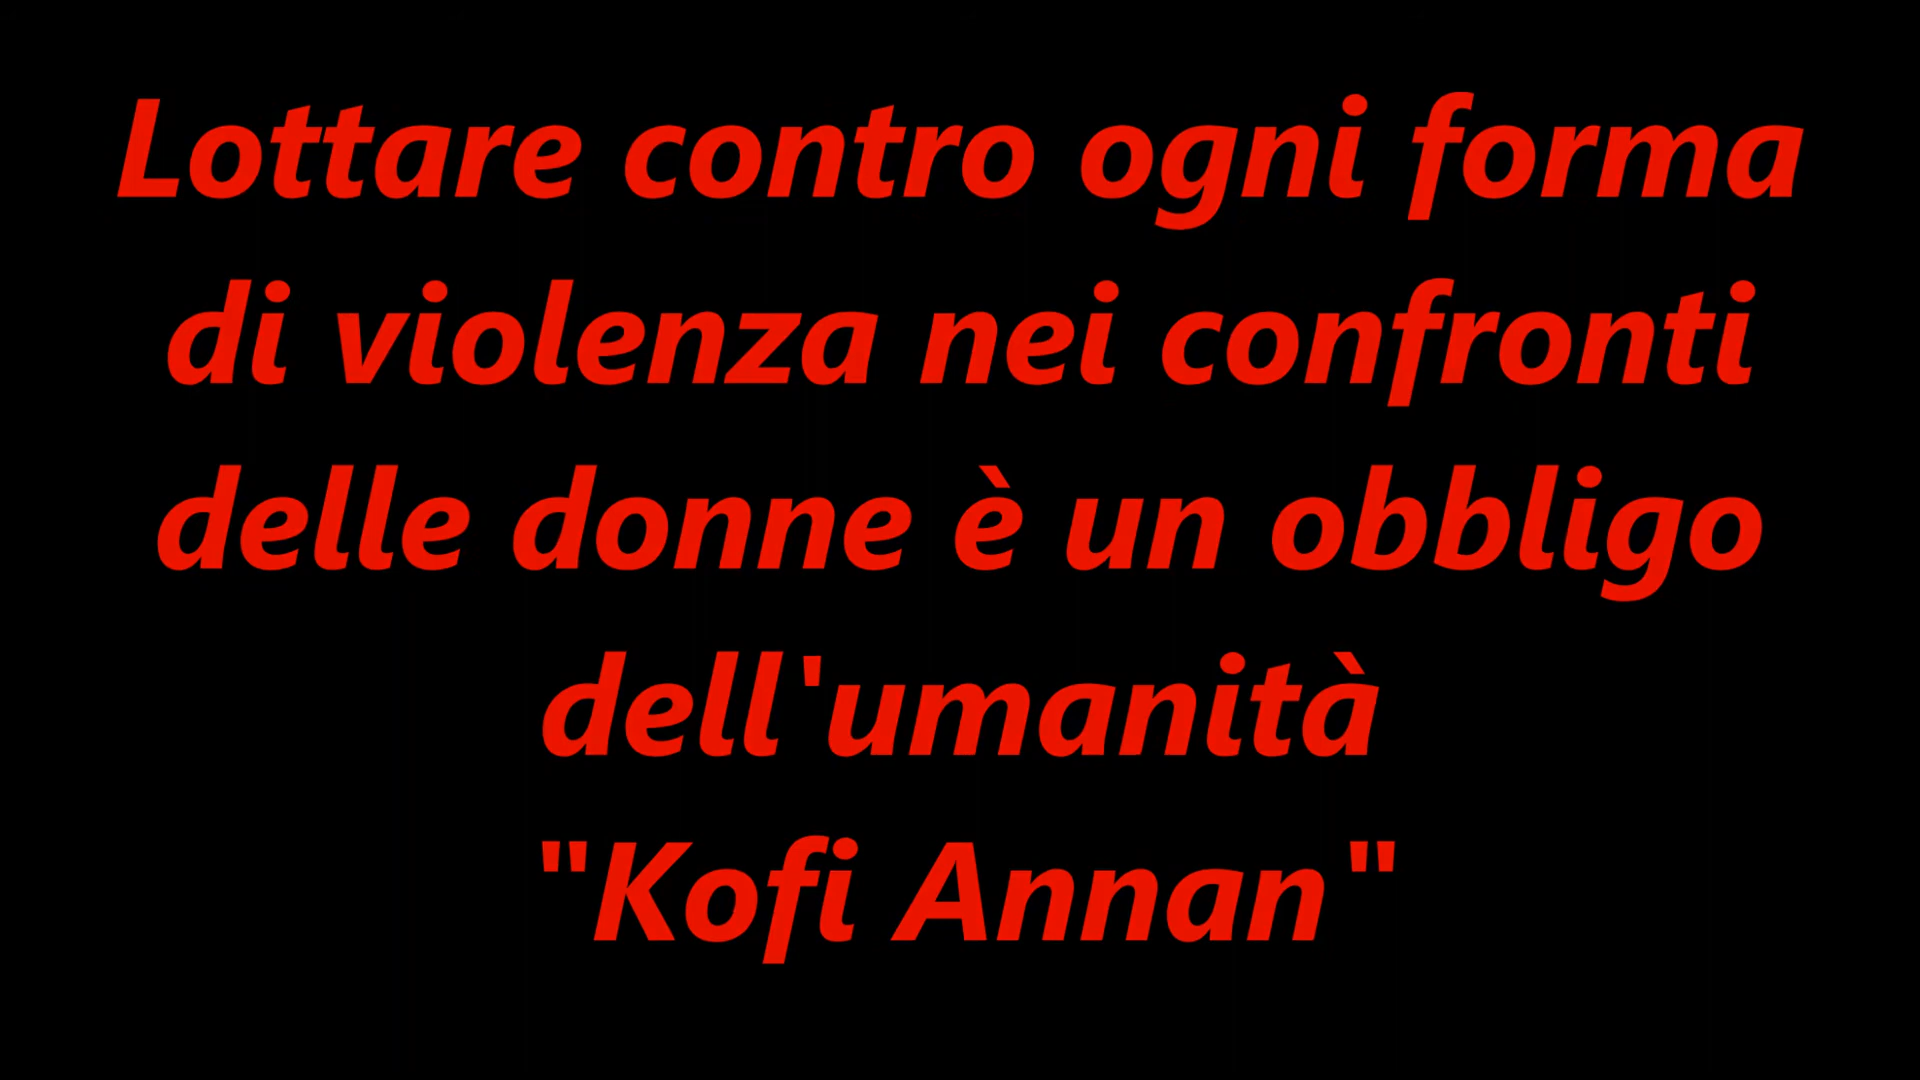 Lottare contro ogni forma
di violenza nei confronti
delle donne è un obbligo
dell'umanità
"Kofi Annan"